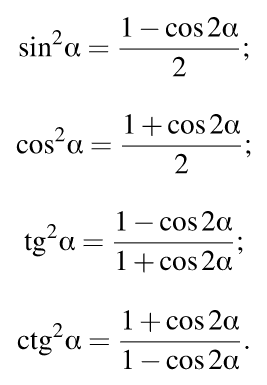 sin²α = (1 − cos 2α)/2;
cos²α = (1 + cos 2α)/2;
tg²α = (1 − cos 2α)/(1 + cos 2α);
ctg²α = (1 + cos 2α)/(1 − cos 2α).